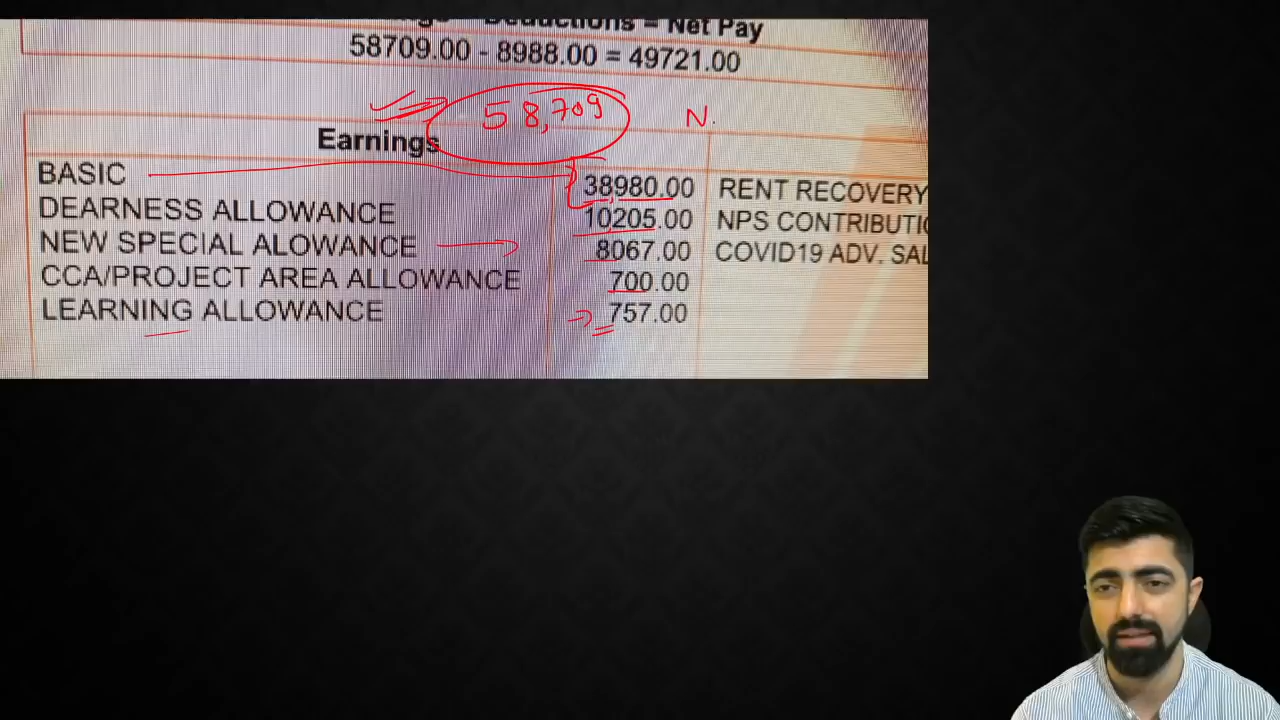 Deductions = Net Pay
58709.00 - 8988.00 = 49721.00
58,709
N.
Earnings
BASIC 38980.00 RENT RECOVERY
DEARNESS ALLOWANCE 10205.00 NPS CONTRIBUTI
NEW SPECIAL ALOWANCE 8067.00 COVID19 ADV. SAL
CCA/PROJECT AREA ALLOWANCE 700.00
LEARNING ALLOWANCE 757.00